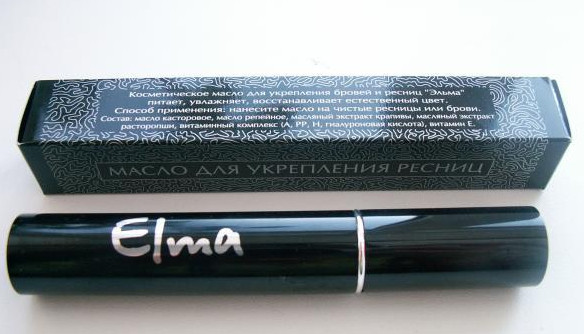 Косметическое масло для укрепления бровей и ресниц "Эльма"
питает, увлажняет, восстанавливает естественный цвет.
Способ применения: нанесите масло на чистые ресницы или брови.
Состав: масло касторовое, масло репейное, масляный экстракт крапивы, масляный экстракт
расторопши, витаминный комплекс (А, РР, Н, гиалуроновая кислота), витамин Е.
МАСЛО ДЛЯ УКРЕПЛЕНИЯ РЕСНИЦ
Elma